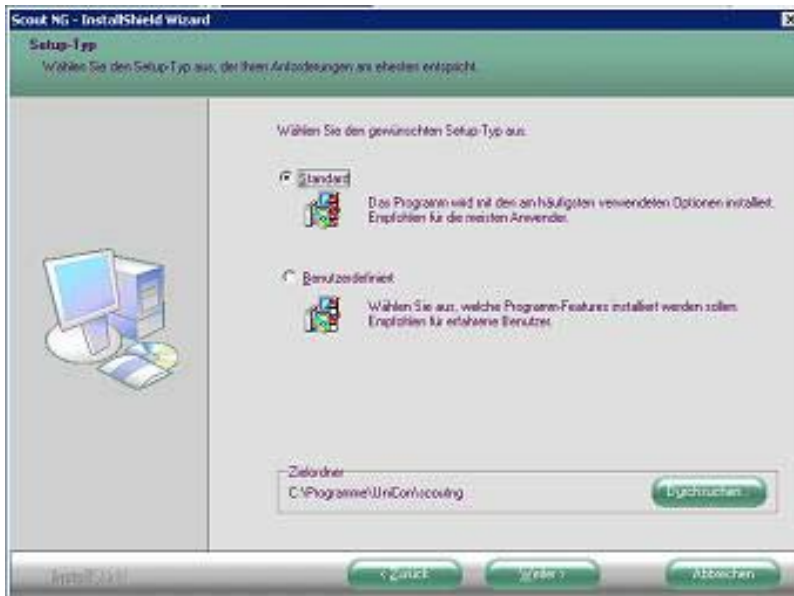 Scout NG - InstallShield Wizard
Setup-Typ
Wählen Sie den Setup-Typ aus, der Ihren Anforderungen am ehesten entspricht.
Wählen Sie den gewünschten Setup-Typ aus.
Standard
Das Programm wird mit den am häufigsten verwendeten Optionen installiert.
Empfohlen für die meisten Anwender.
Benutzerdefiniert
Wählen Sie aus, welche Programm-Features installiert werden sollen.
Empfohlen für erfahrene Benutzer.
Zielordner
C:\Programme\UniCon\scoutng
Durchsuchen...
InstallShield
< Zurück
Weiter >
Abbrechen